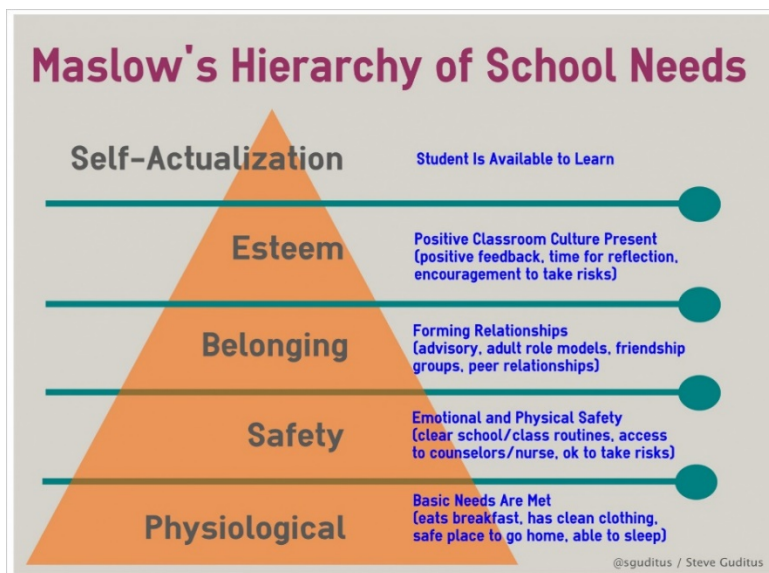 Maslow's Hierarchy of School Needs
Self-Actualization
Student Is Available to Learn
Esteem
Positive Classroom Culture Present
(positive feedback, time for reflection,
encouragement to take risks)
Belonging
Forming Relationships
(advisory, adult role models, friendship
groups, peer relationships)
Safety
Emotional and Physical Safety
(clear school/class routines, access
to counselors/nurse, ok to take risks)
Physiological
Basic Needs Are Met
(eats breakfast, has clean clothing,
safe place to go home, able to sleep)
@sguditus / Steve Guditus